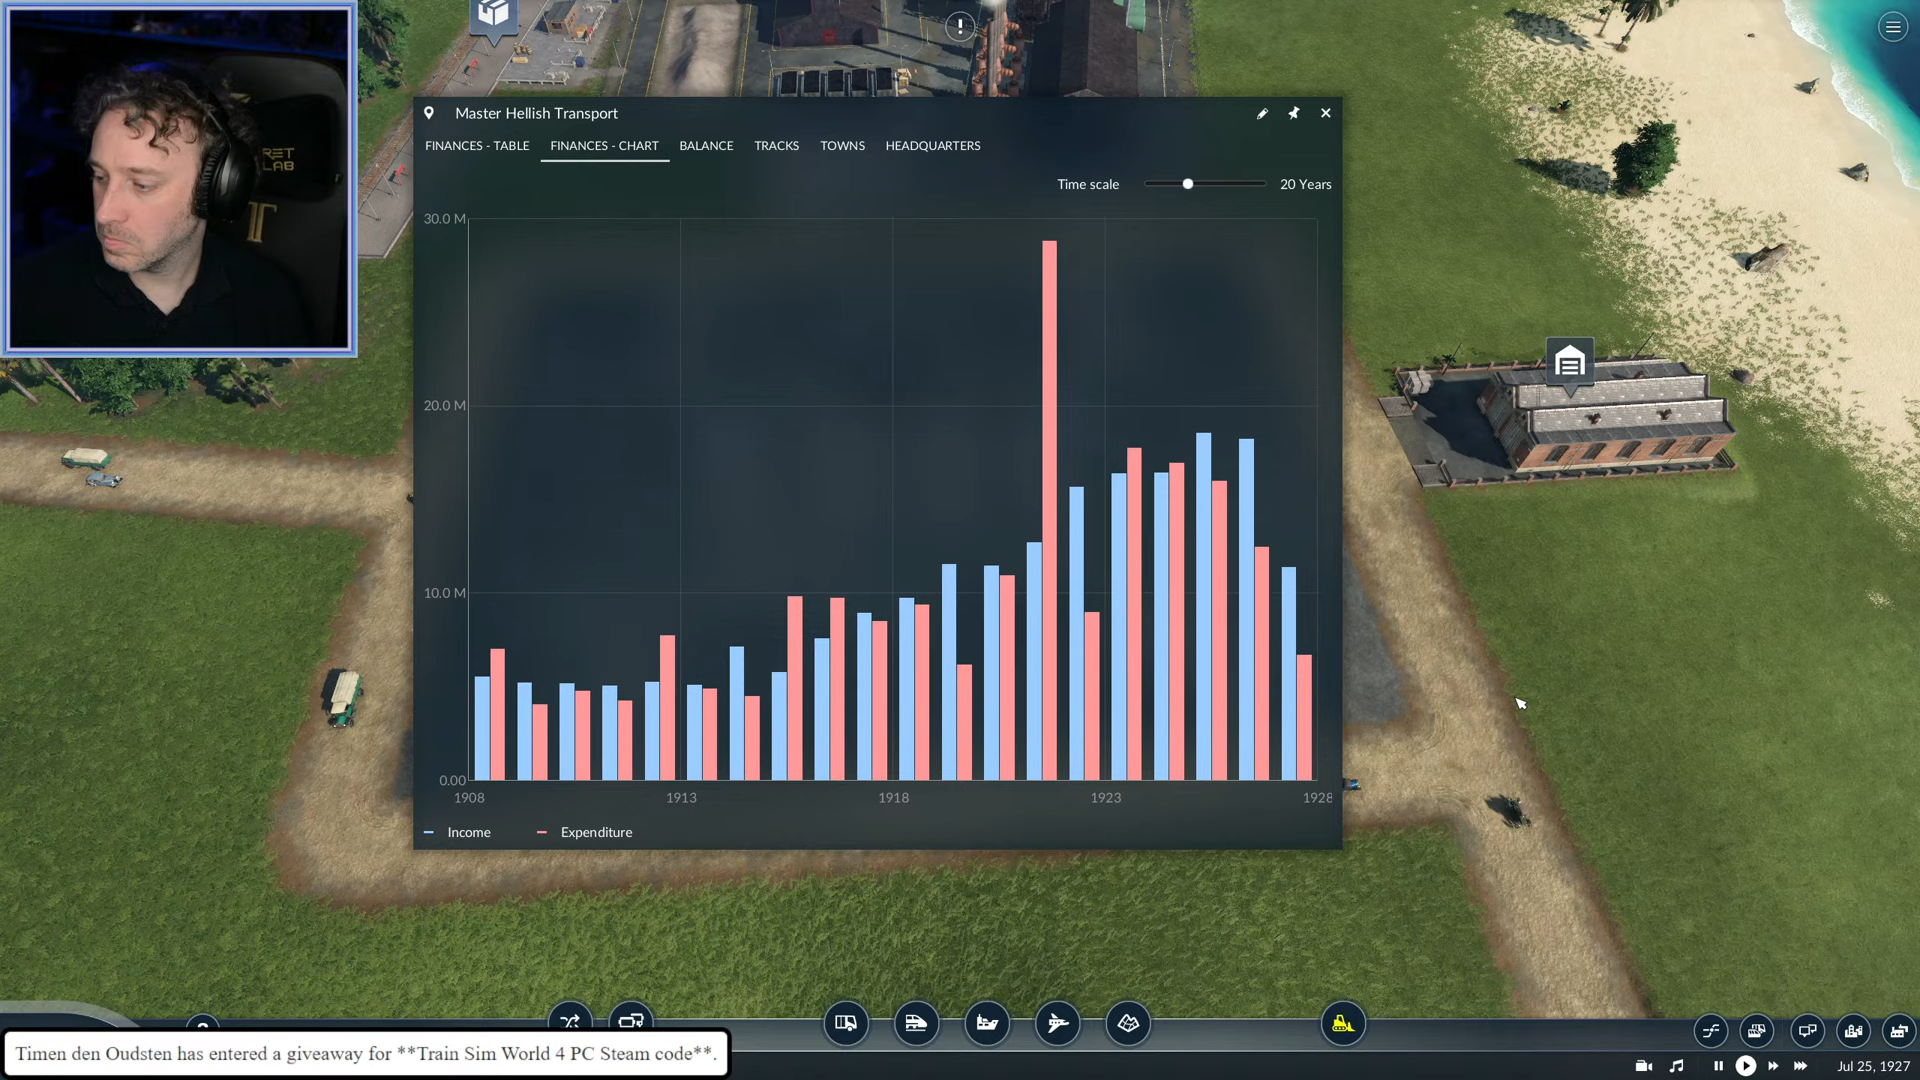 RET
LAB
Master Hellish Transport
FINANCES - TABLE FINANCES - CHART BALANCE TRACKS TOWNS HEADQUARTERS
Time scale 20 Years
30.0 M
20.0 M
10.0 M
0.00
1908 1913 1918 1923 1928
Income Expenditure
Timen den Oudsten has entered a giveaway for **Train Sim World 4 PC Steam code**.
Jul 25, 1927